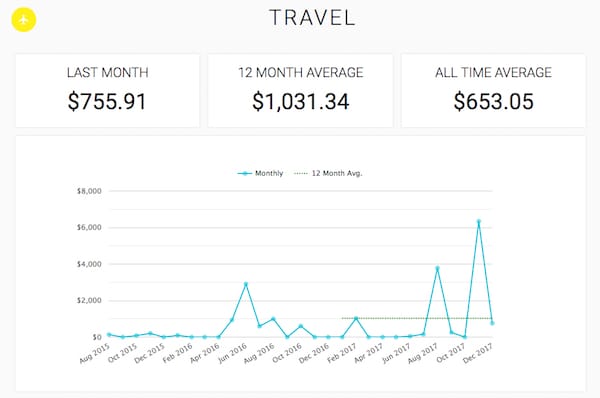 TRAVEL
LAST MONTH
$755.91
12 MONTH AVERAGE
$1,031.34
ALL TIME AVERAGE
$653.05
Monthly
12 Month Avg.
$8,000
$6,000
$4,000
$2,000
$0
Aug 2015
Oct 2015
Dec 2015
Feb 2016
Apr 2016
Jun 2016
Aug 2016
Oct 2016
Dec 2016
Feb 2017
Apr 2017
Jun 2017
Aug 2017
Oct 2017
Dec 2017